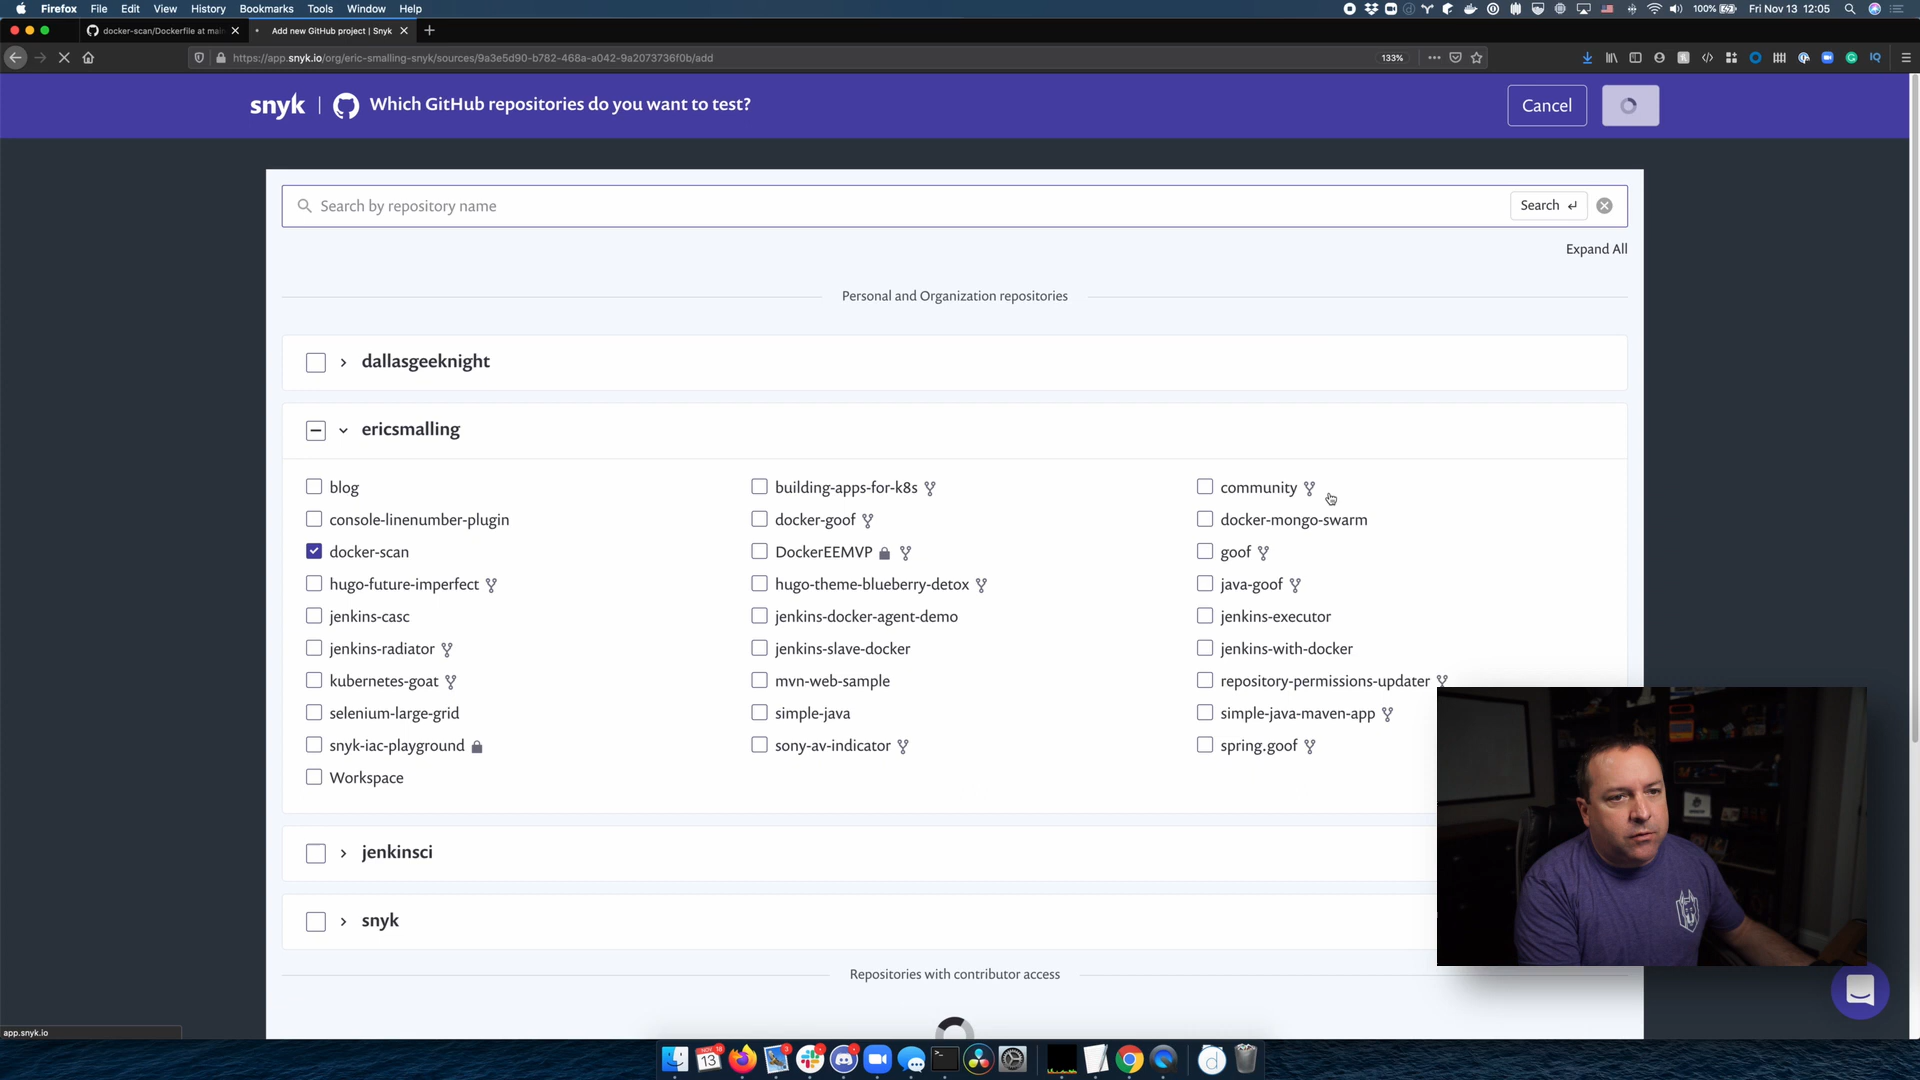 Firefox File Edit View History Bookmarks Tools Window Help 100% Fri Nov 13 12:05
docker-scan/Dockerfile at main Add new GitHub project | Snyk
https://app.snyk.io/org/eric-smalling-snyk/sources/9a3e5d90-b782-468a-a042-9a2073736f0b/add 133%
snyk | Which GitHub repositories do you want to test? Cancel
Search by repository name Search
Expand All
Personal and Organization repositories
dallasgeeknight
ericsmalling
blog building-apps-for-k8s community
console-linenumber-plugin docker-goof docker-mongo-swarm
docker-scan DockerEEMVP goof
hugo-future-imperfect hugo-theme-blueberry-detox java-goof
jenkins-casc jenkins-docker-agent-demo jenkins-executor
jenkins-radiator jenkins-slave-docker jenkins-with-docker
kubernetes-goat mvn-web-sample repository-permissions-updater
selenium-large-grid simple-java simple-java-maven-app
snyk-iac-playground sony-av-indicator spring.goof
Workspace
jenkinsci
snyk
Repositories with contributor access
app.snyk.io